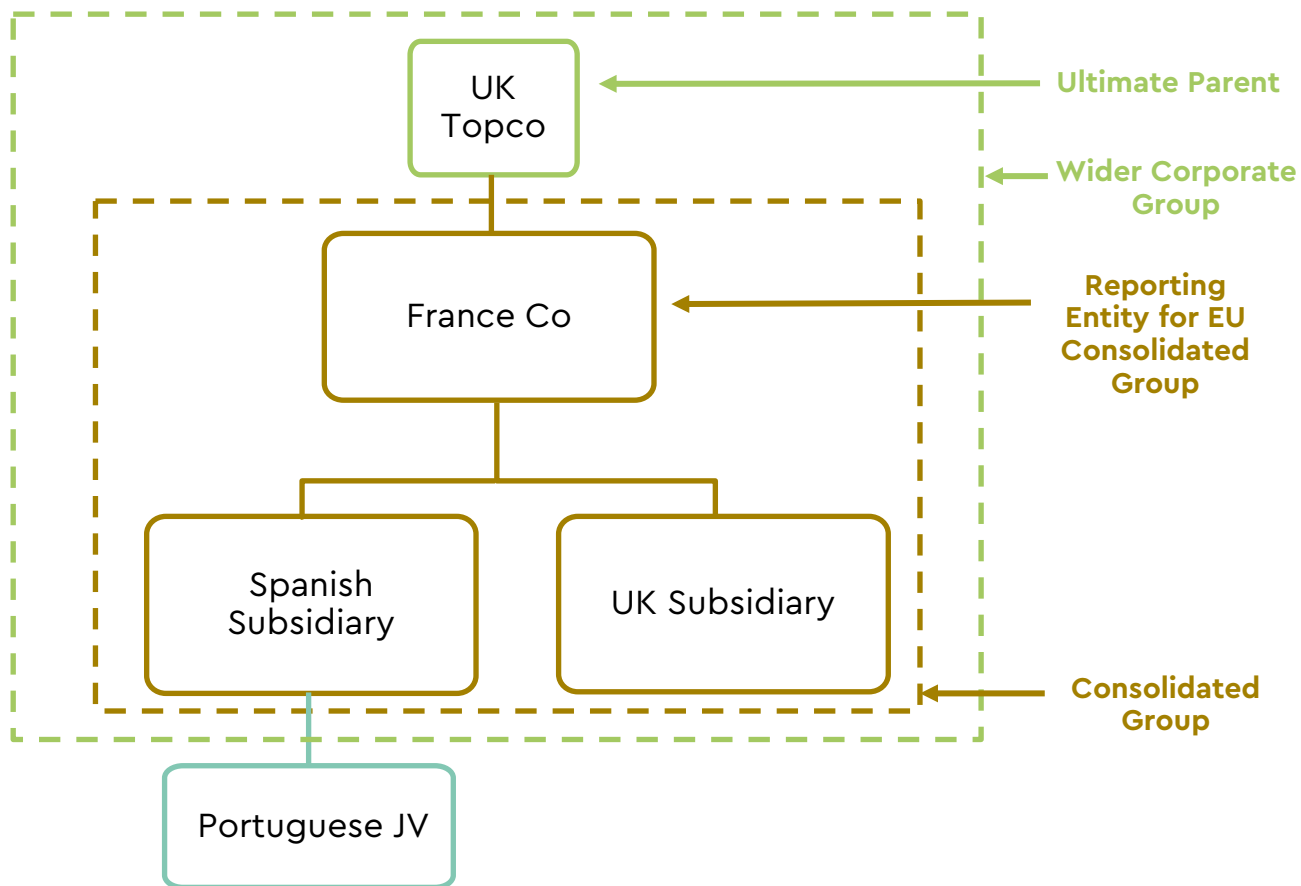 UK
Topco
Ultimate Parent
Wider Corporate
Group
France Co
Reporting
Entity for EU
Consolidated
Group
Spanish
Subsidiary
UK Subsidiary
Consolidated
Group
Portuguese JV